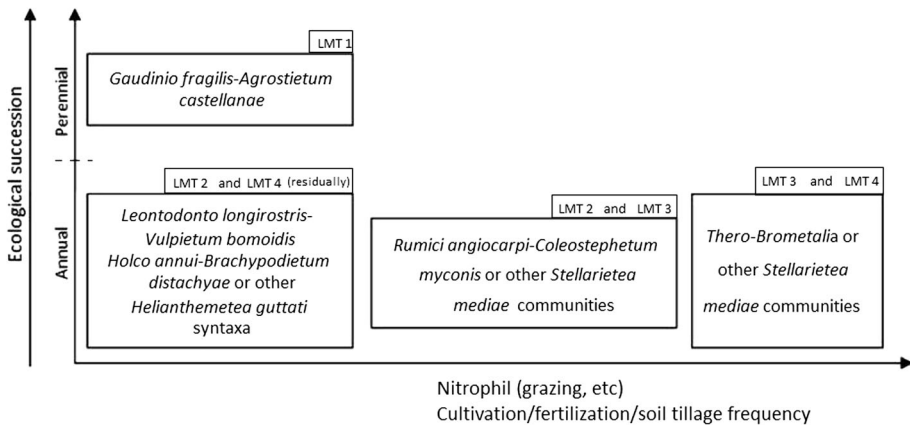 Ecological succession
Perennial
Annual
LMT 1
Gaudinio fragilis-Agrostietum
castellanae
LMT 2 and LMT 4 (residually)
Leontodonto longirostris-
Vulpietum bomoidis
Holco annui-Brachypodietum
distachyae or other
Helianthemetea guttati
syntaxa
LMT 2 and LMT 3
Rumici angiocarpi-Coleostephetum
myconis or other Stellarietea
mediae communities
LMT 3 and LMT 4
Thero-Brometalia or
other Stellarietea
mediae communities
Nitrophil (grazing, etc)
Cultivation/fertilization/soil tillage frequency